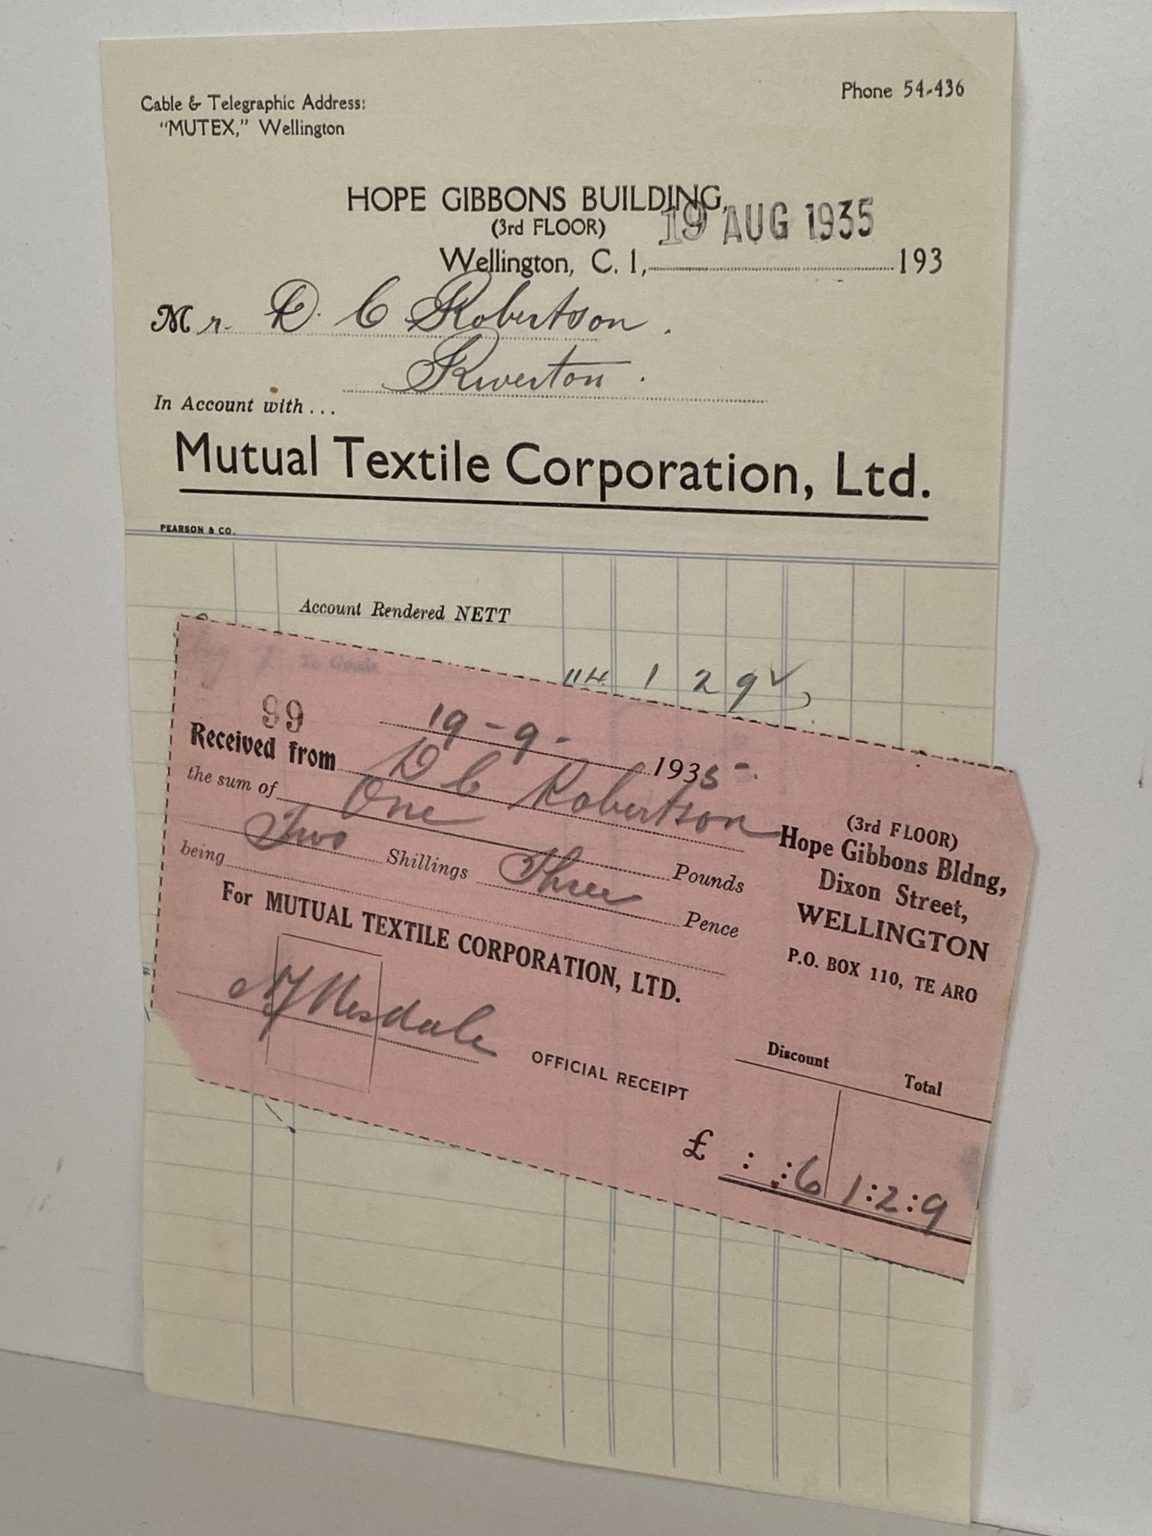 Cable & Telegraphic Address:
"MUTEX," Wellington
Phone 54-436
HOPE GIBBONS BUILDING,
(3rd FLOOR)
19 AUG 1935
Wellington, C. 1, 193
Mr. D. C Robertson.
Riverton.
In Account with...
Mutual Textile Corporation, Ltd.
PEARSON & CO.
Account Rendered NETT
To Goods
114 1 2 9
99
19-9- 1935
Received from D C Robertson
the sum of One Pounds
Two Shillings Three Pence
being
For MUTUAL TEXTILE CORPORATION, LTD.
OFFICIAL RECEIPT
(3rd FLOOR)
Hope Gibbons Bldng,
Dixon Street,
WELLINGTON
P.O. BOX 110, TE ARO
Discount Total
£ : :6 1:2:9